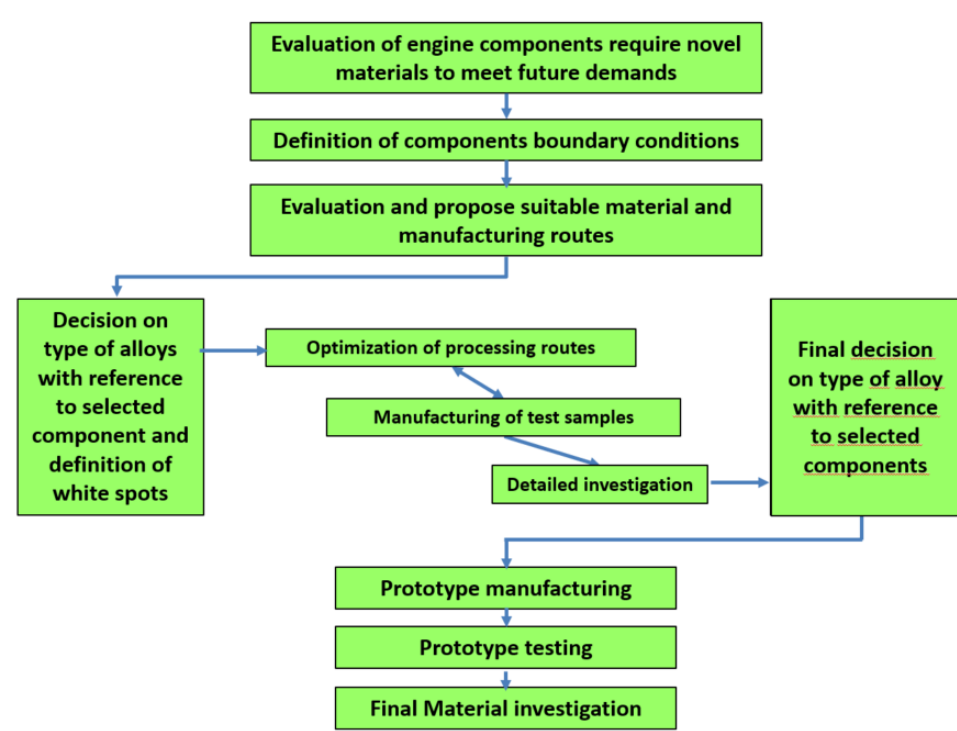 Evaluation of engine components require novel
materials to meet future demands
Definition of components boundary conditions
Evaluation and propose suitable material and
manufacturing routes
Decision on
type of alloys
with reference
to selected
component and
definition of
white spots
Optimization of processing routes
Manufacturing of test samples
Detailed investigation
Final decision
on type of alloy
with reference
to selected
components
Prototype manufacturing
Prototype testing
Final Material investigation